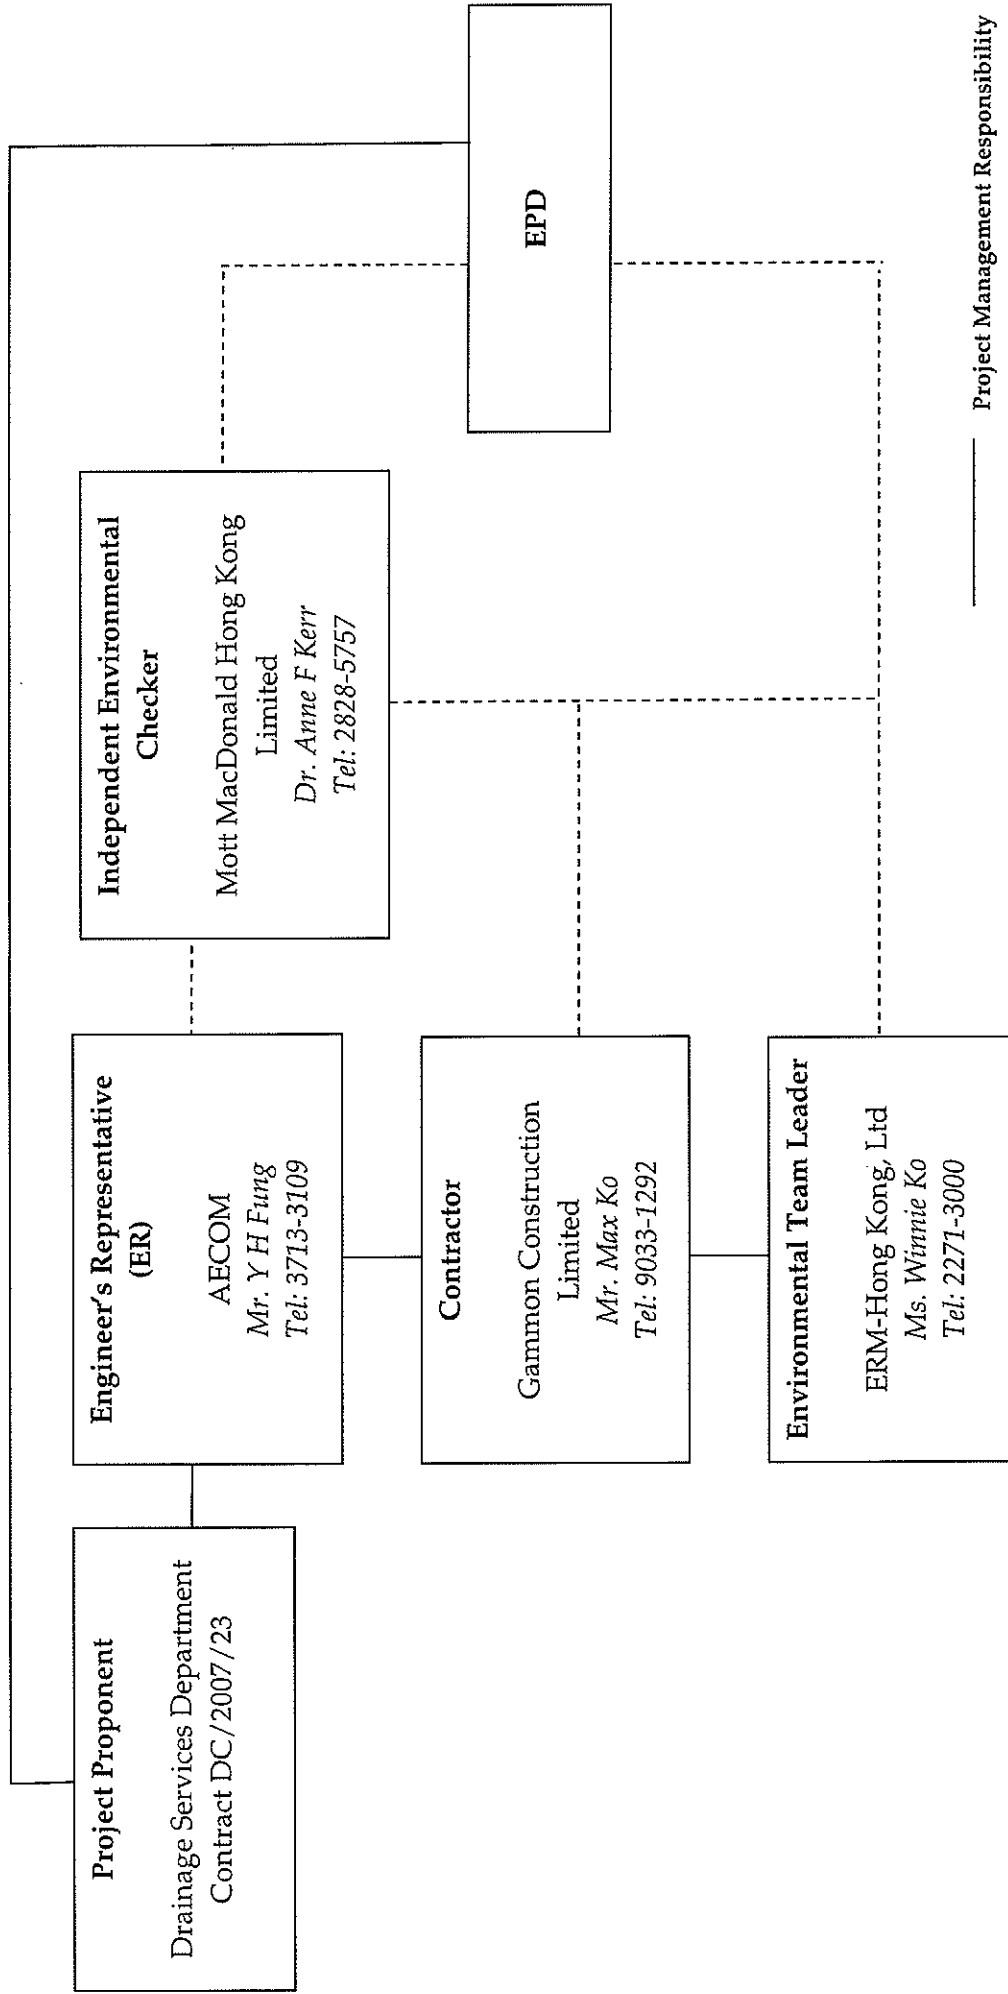 Project Proponent
Drainage Services Department
Contract DC/2007/23
Engineer's Representative
(ER)
AECOM
Mr. Y H Fung
Tel: 3713-3109
Independent Environmental
Checker
Mott MacDonald Hong Kong
Limited
Dr. Anne F Kerr
Tel: 2828-5757
EPD
Contractor
Gammon Construction
Limited
Mr. Max Ko
Tel: 9033-1292
Environmental Team Leader
ERM-Hong Kong, Ltd
Ms. Winnie Ko
Tel: 2271-3000
Project Management Responsibility